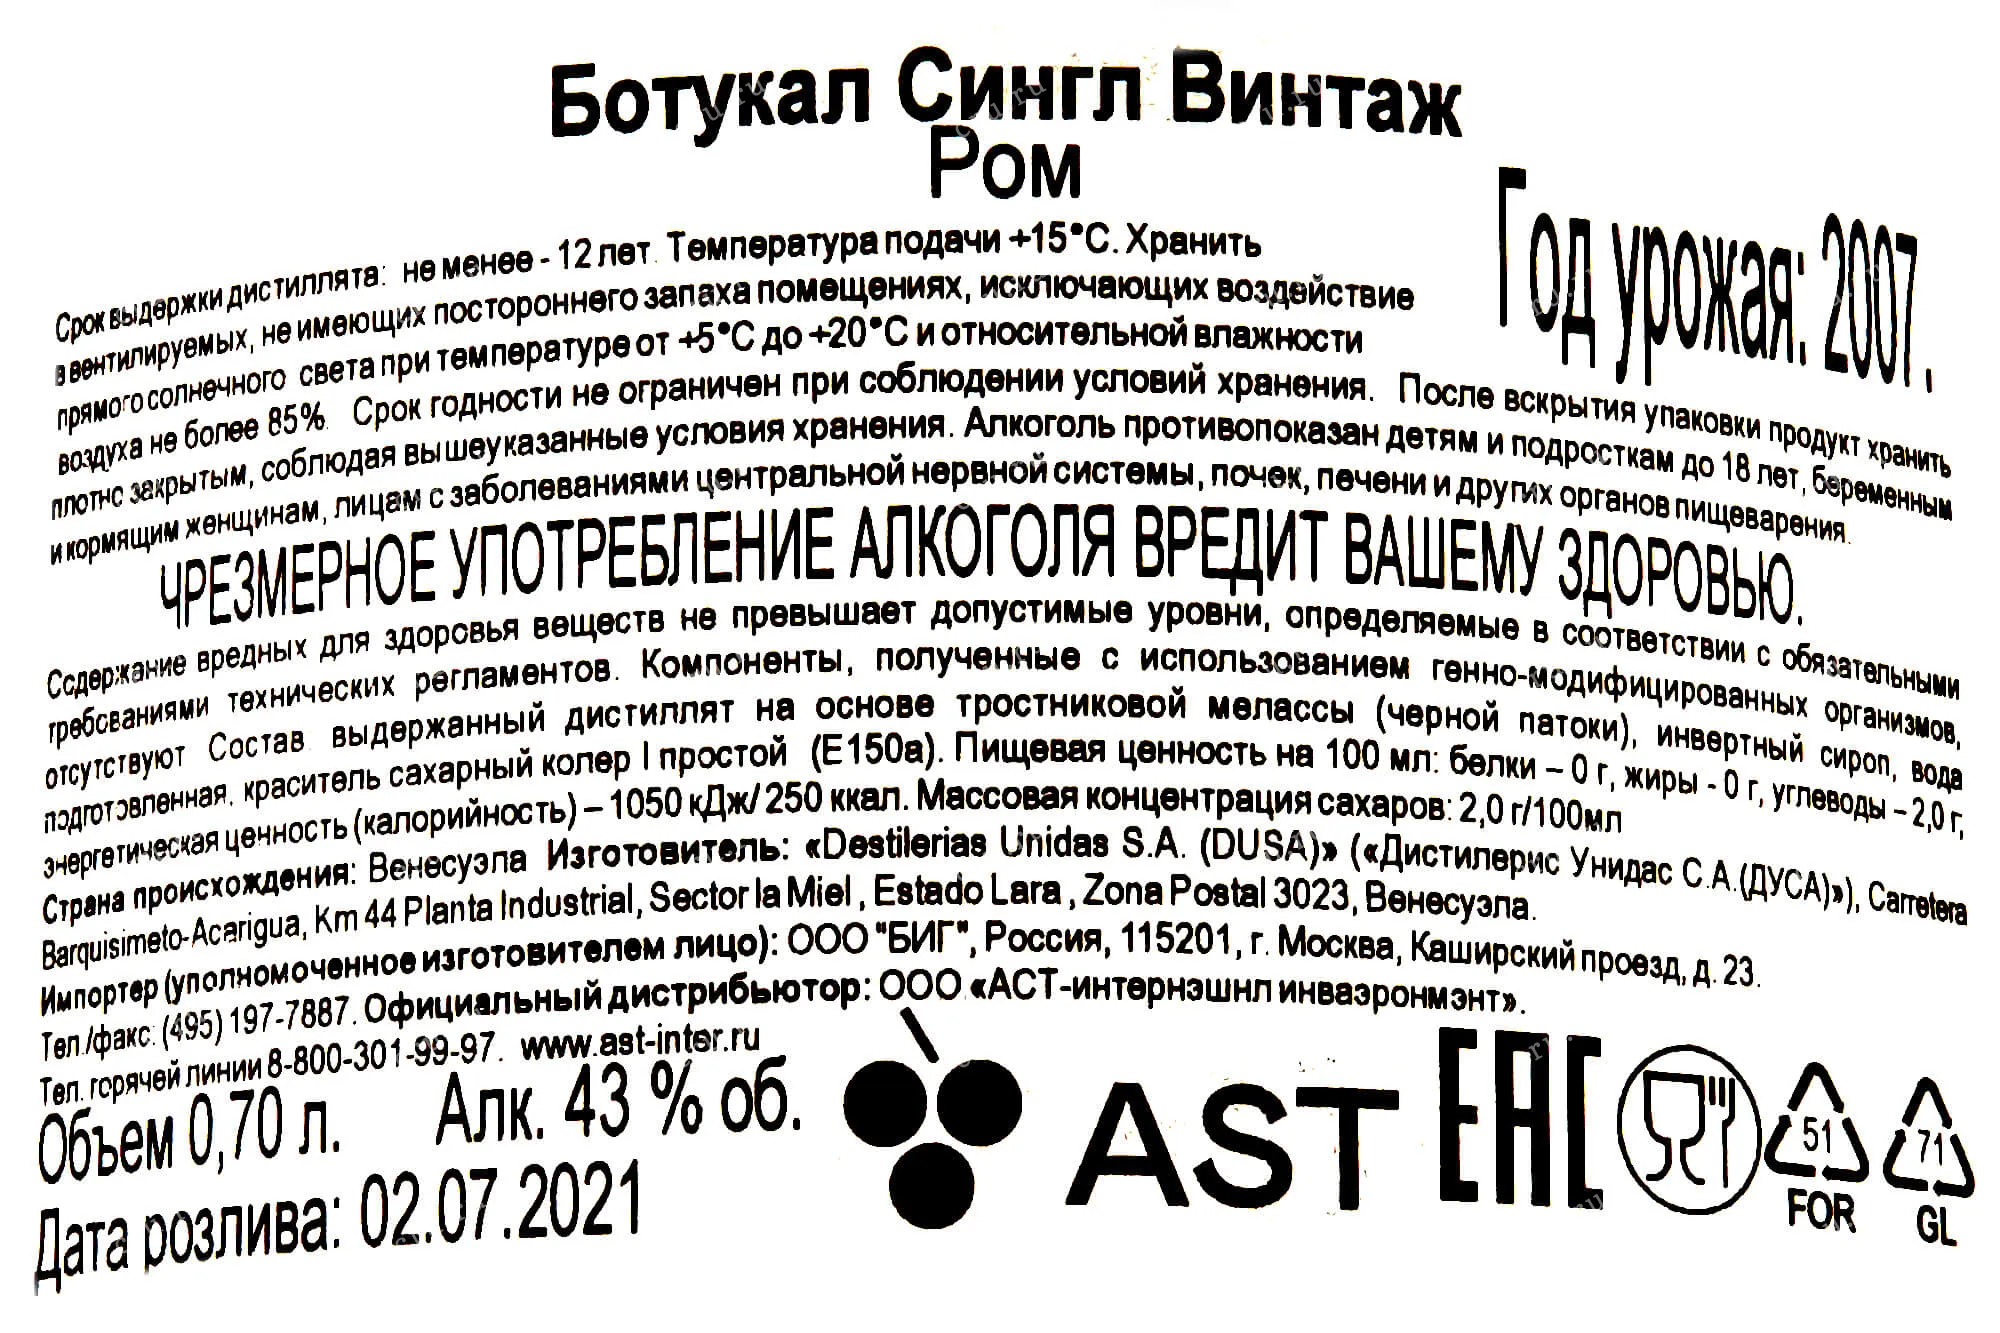 Ботукал Сингл Винтаж
Ром
Год урожая: 2007.
Срок выдержки дистиллята: не менее - 12 лет. Температура подачи +15°С. Хранить
в вентилируемых, не имеющих постороннего запаха помещениях, исключающих воздействие
прямого солнечного света при температуре от +5°С до +20°С и относительной влажности
воздуха не более 85%. Срок годности не ограничен при соблюдении условий хранения. После вскрытия упаковки продукт хранить
плотнс закрытым, соблюдая вышеуказанные условия хранения. Алкоголь противопоказан детям и подросткам до 18 лет, беременным
и кормящим женщинам, лицам с заболеваниями центральной нервной системы, почек, печени и других органов пищеварения.
ЧРЕЗМЕРНОЕ УПОТРЕБЛЕНИЕ АЛКОГОЛЯ ВРЕДИТ ВАШЕМУ ЗДОРОВЬЮ.
Содержание вредных для здоровья веществ не превышает допустимые уровни, определяемые в соответствии с обязательными
требованиями технических регламентов. Компоненты, полученные с использованием генно-модифицированных организмов,
отсутствуют Состав выдержанный дистиллят на основе тростниковой мелассы (черной патоки), инвертный сироп, вода
подготовленная, краситель сахарный колер I простой (Е150а). Пищевая ценность на 100 мл: белки – 0 г, жиры - 0 г, углеводы – 2,0 г,
энергетическая ценность (калорийность) – 1050 кДж/ 250 ккал. Массовая концентрация сахаров: 2,0 г/100мл
Страна происхождения: Венесуэла Изготовитель: «Destilerias Unidas S.A. (DUSA)» («Дистилерис Унидас С.А.(ДУСА)»), Carretera
Barquisimeto-Acarigua, Km 44 Planta Industrial, Sector la Miel , Estado Lara , Zona Postal 3023, Венесуэла.
Импортер (уполномоченное изготовителем лицо): ООО "БИГ", Россия, 115201, г. Москва, Каширский проезд, д. 23.
Тел./факс: (495) 197-7887. Официальный дистрибьютор: ООО «АСТ-интернэшнл инваэронмэнт».
Тел. горячей линии 8-800-301-99-97. www.ast-inter.ru
Объем 0,70 л. Алк. 43 % об.
Дата розлива: 02.07.2021
AST EAC
51 71
FOR GL